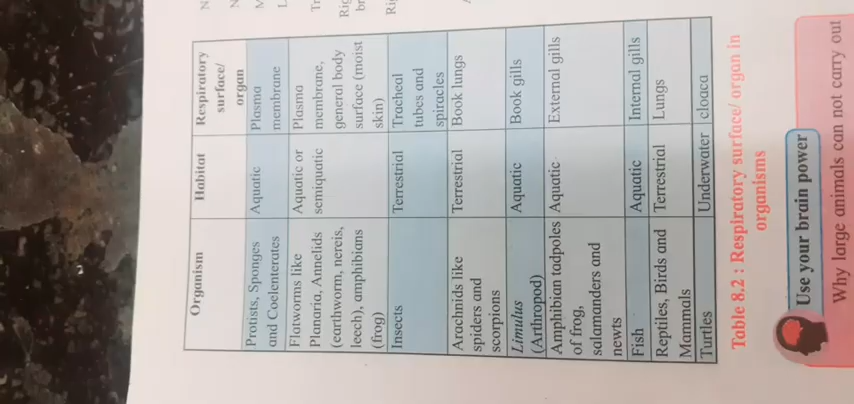 Organism Habitat Respiratory
surface/
organ
Protists, Sponges Aquatic Plasma
and Coelenterates membrane
Flatworms like Aquatic or Plasma
Planaria, Annelids semiquatic membrane,
(earthworm, nereis, general body
leech), amphibians surface (moist
(frog) skin)
Insects Terrestrial Tracheal
tubes and
spiracles
Arachnids like Terrestrial Book lungs
spiders and
scorpions
Limulus Aquatic Book gills
(Arthropod)
Amphibian tadpoles Aquatic External gills
of frog,
salamanders and
newts
Fish Aquatic Internal gills
Reptiles, Birds and Terrestrial Lungs
Mammals
Turtles Underwater cloaca
Table 8.2 : Respiratory surface/ organ in
organisms
Use your brain power
Why large animals can not carry out